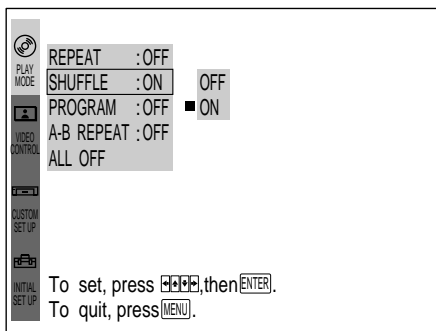 PLAY
MODE
VIDEO
CONTROL
CUSTOM
SET UP
INITIAL
SET UP
REPEAT :OFF
SHUFFLE :ON OFF
PROGRAM :OFF ■ ON
A-B REPEAT :OFF
ALL OFF
To set, press ←↑↓→,then ENTER.
To quit, press MENU.